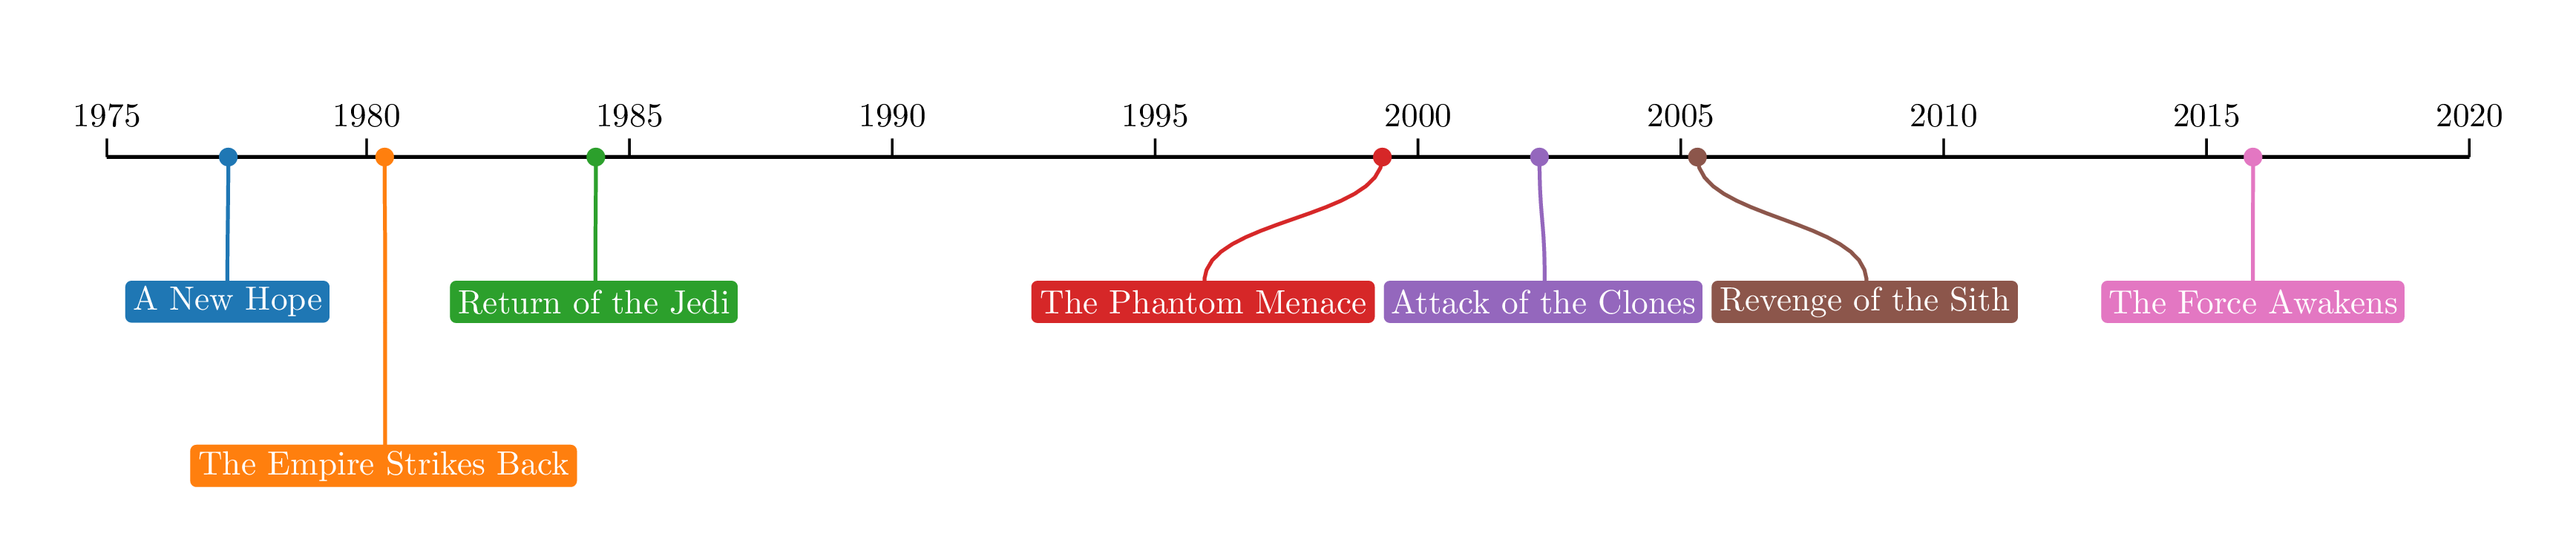 1975
1980
1985
1990
1995
2000
2005
2010
2015
2020
A New Hope
Return of the Jedi
The Phantom Menace
Attack of the Clones
Revenge of the Sith
The Force Awakens
The Empire Strikes Back